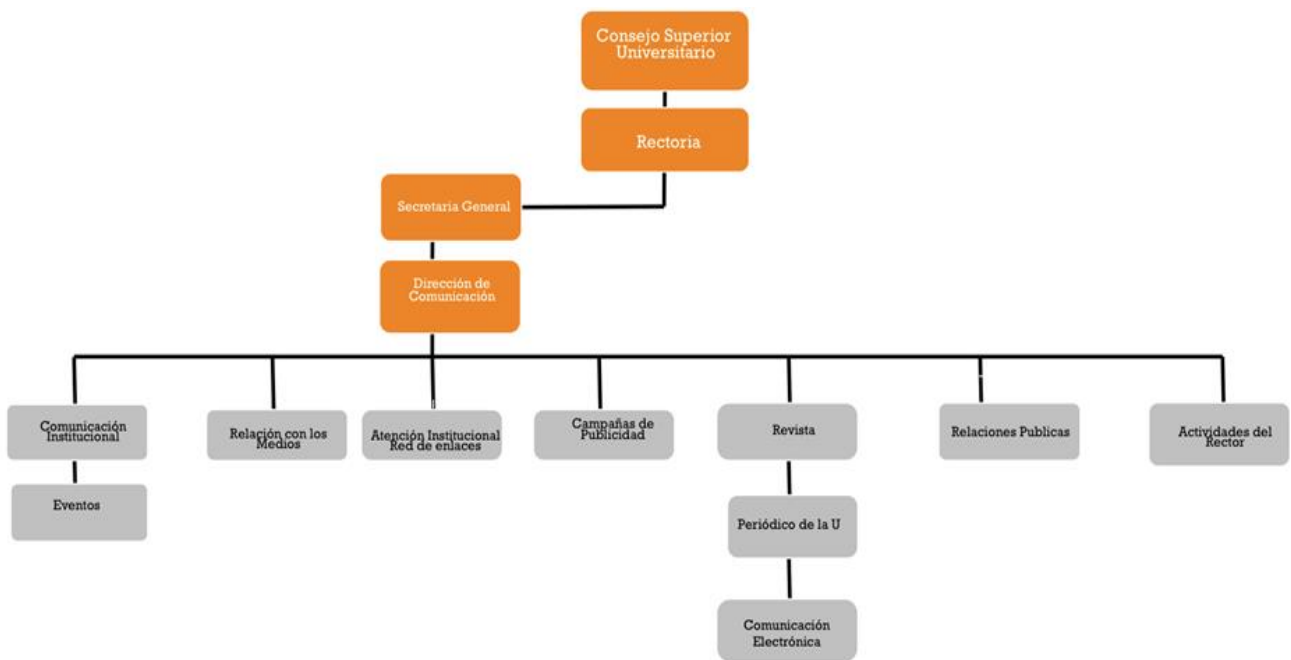 Consejo Superior
Universitario
Rectoria
Secretaria General
Dirección de
Comunicación
Comunicación
Institucional
Relación con los
Medios
Atención Institucional
Red de enlaces
Campañas de
Publicidad
Revista
Relaciones Publicas
Actividades del
Rector
Eventos
Periódico de la U
Comunicación
Electrónica